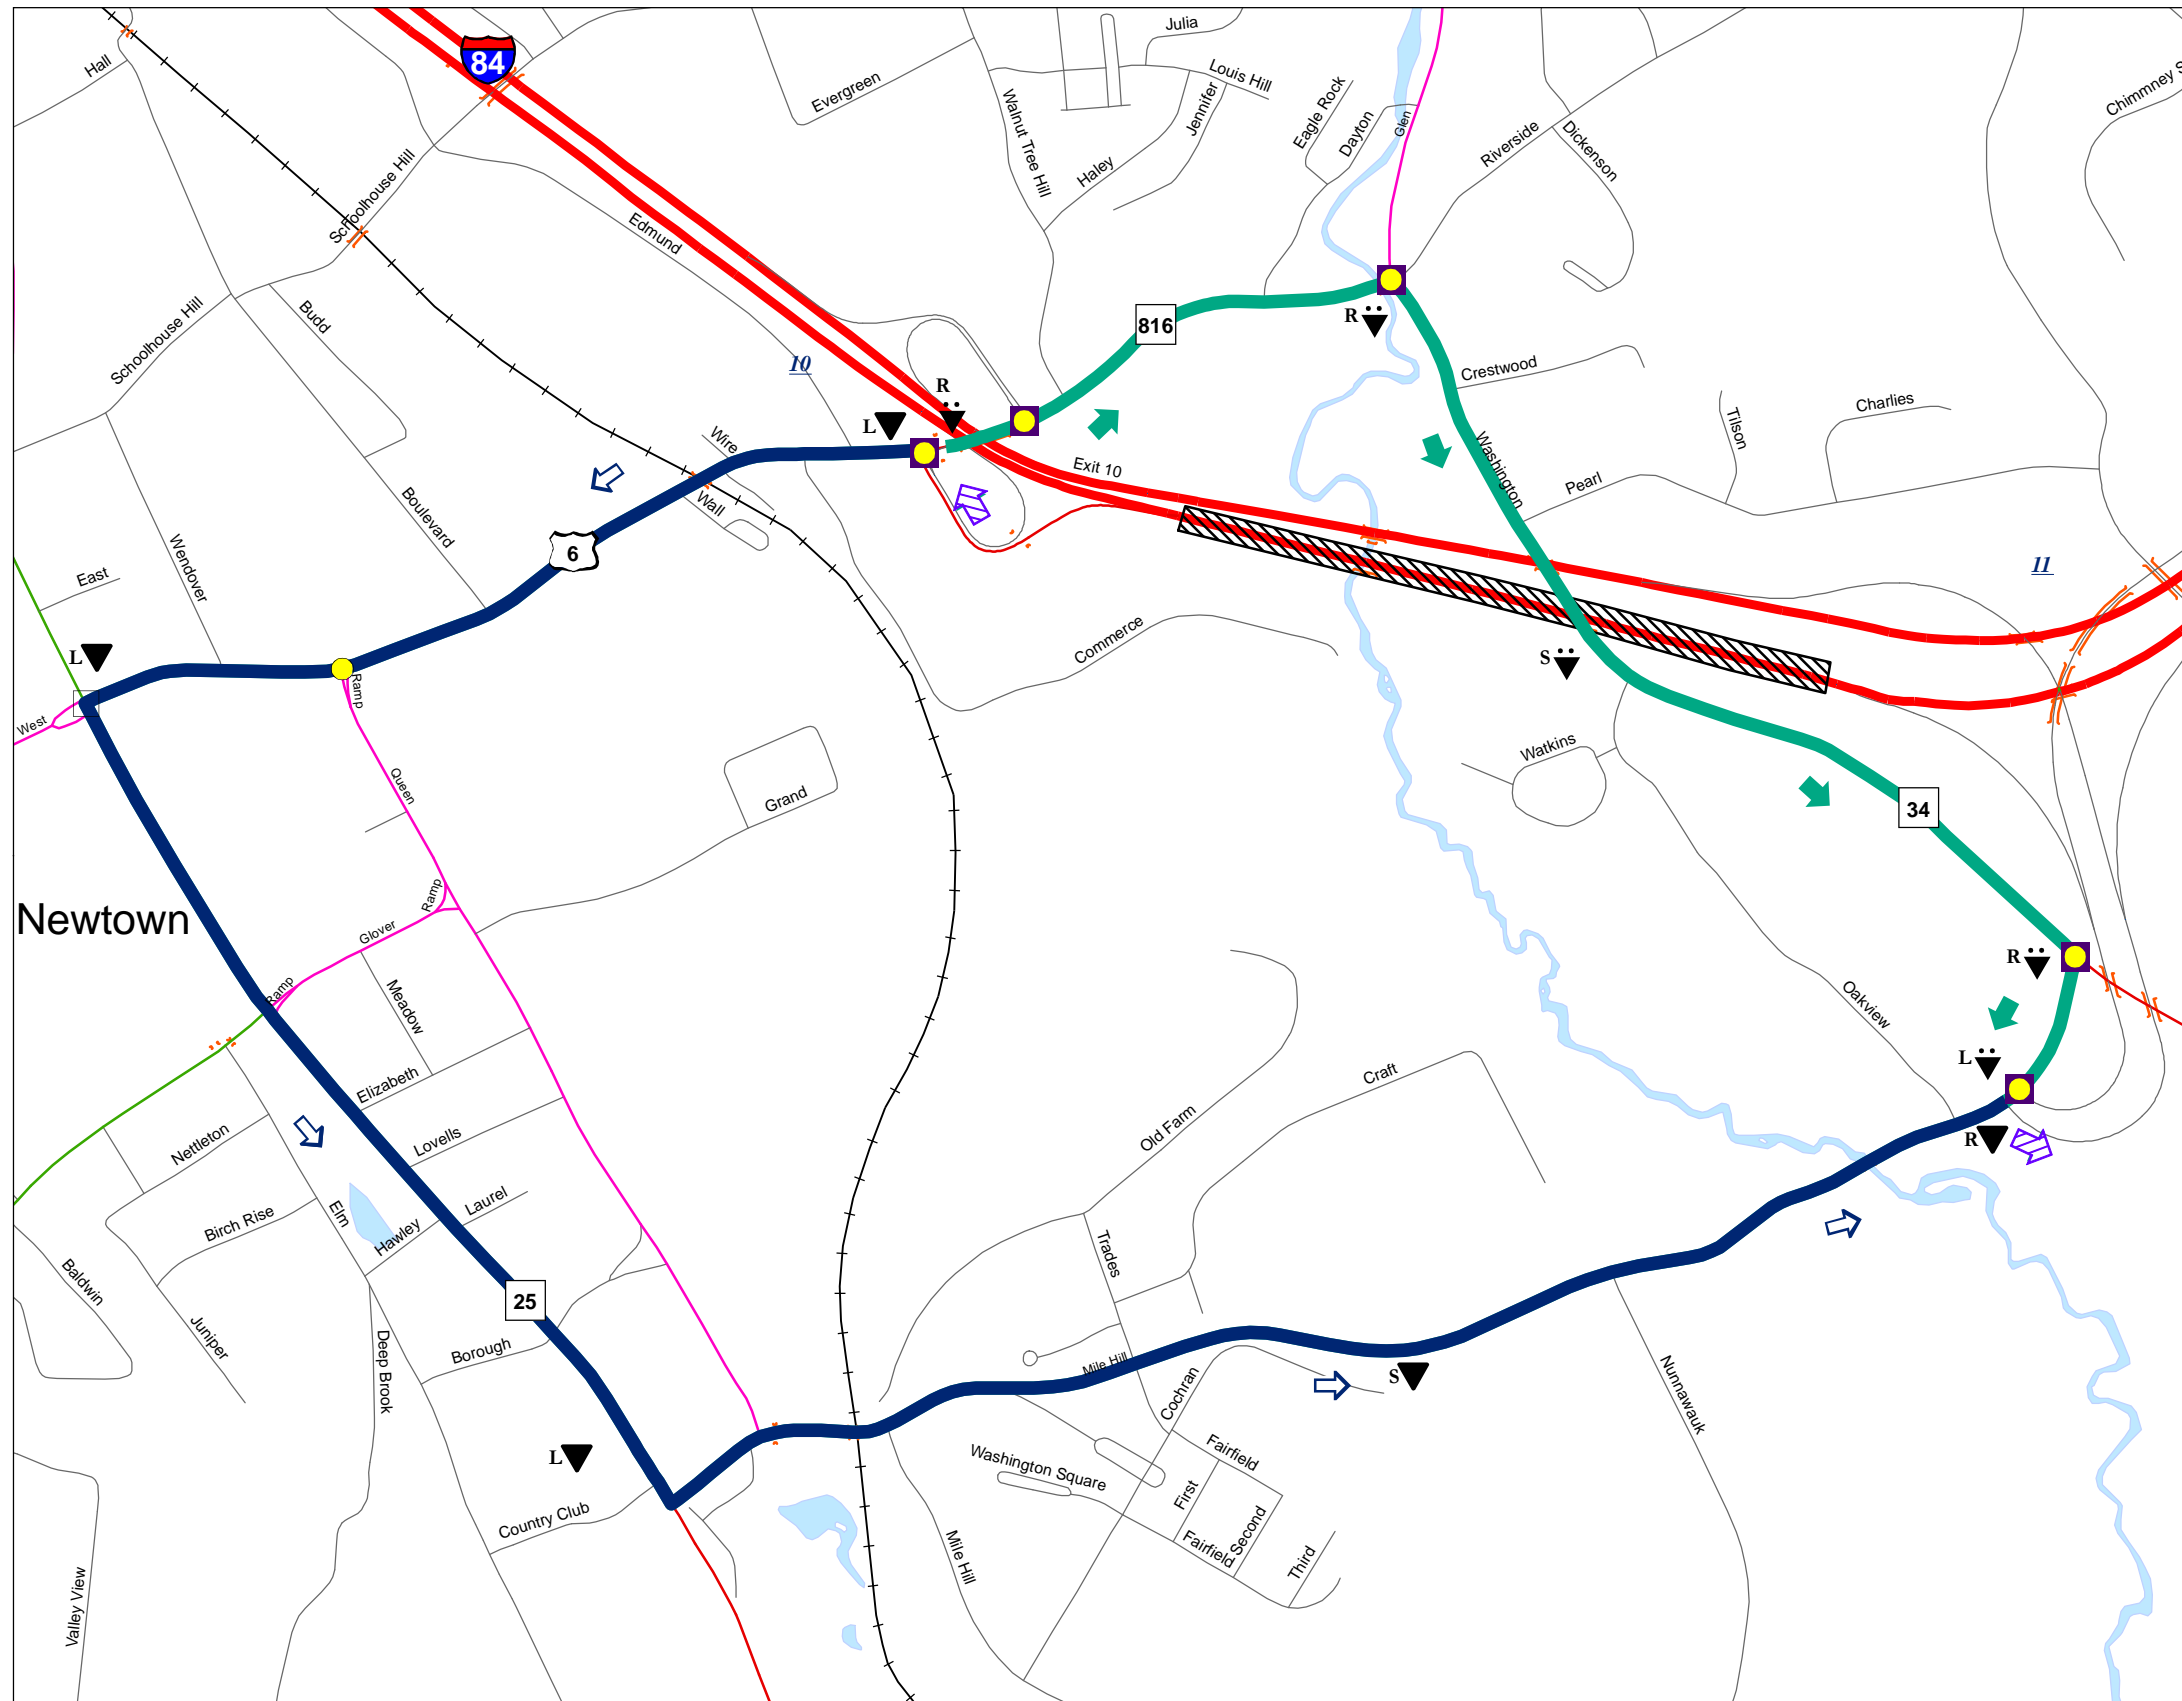 Julia
84
Hall
Evergreen
Louis Hill
Chimmney S
Walnut Tree Hill
Jennifer
Eagle Rock
Dayton
Glen
Riverside
Dickenson
Haley
Schoolhouse Hill
Edmund
Budd
Schoolhouse Hill
816
R
10
R
L
Crestwood
Charlies
Tilson
Wire
Exit 10
Washington
Pearl
Wall
Boulevard
6
Wendover
East
11
Commerce
L
S
Ramp
West
Watkins
Queen
Grand
34
Ramp
Newtown
Glover
R
Ramp
Meadow
Oakview
L
Elizabeth
Craft
Old Farm
Nettleton
Lovells
R
Laurel
Elm
Birch Rise
Hawley
Trades
Baldwin
25
Juniper
Deep Brook
Borough
Mile Hill
S
Cochran
Nunnawauk
L
Washington Square
Fairfield
First
Country Club
Second
Fairfield
Mile Hill
Third
Valley View